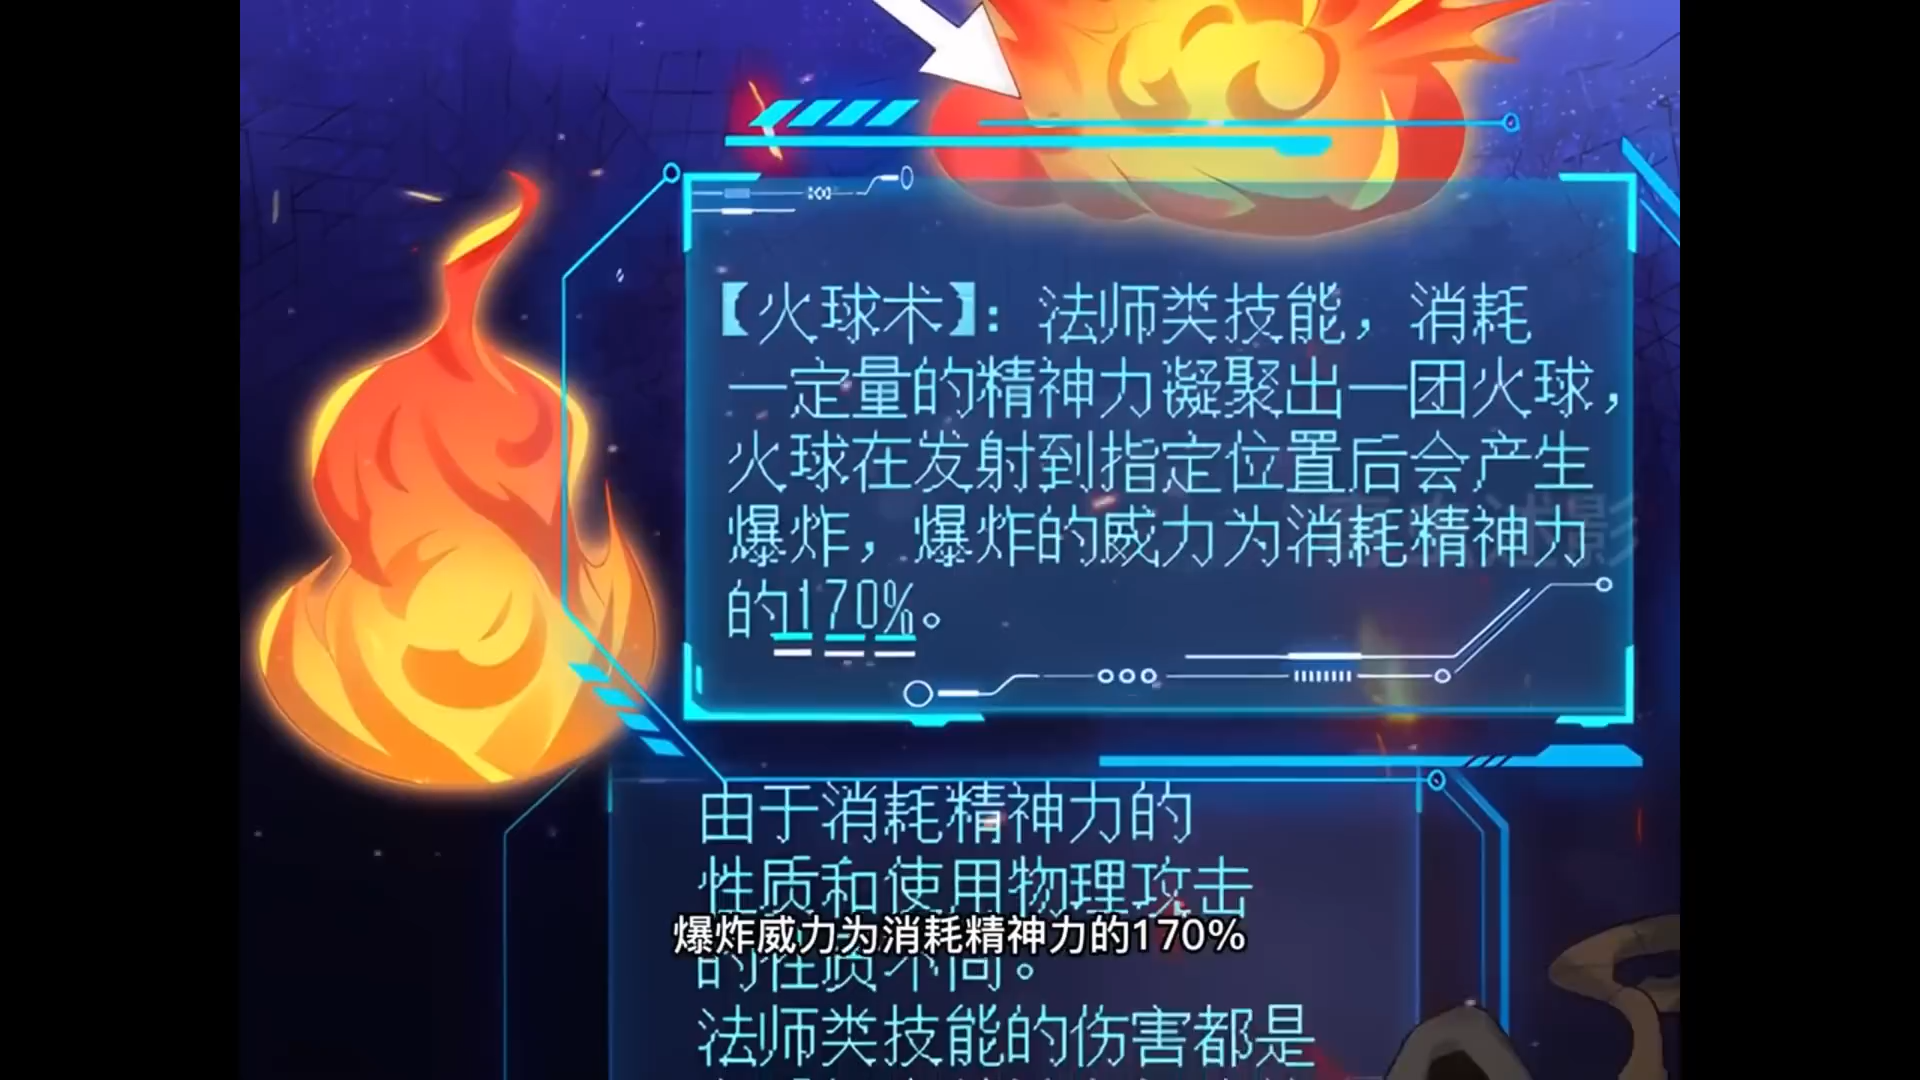 【火球术】：法师类技能，消耗
一定量的精神力凝聚出一团火球，
火球在发射到指定位置后会产生
爆炸，爆炸的威力为消耗精神力
的170%。
由于消耗精神力的
性质和使用物理攻击
爆炸威力为消耗精神力的170%
的性质不同。
法师类技能的伤害都是